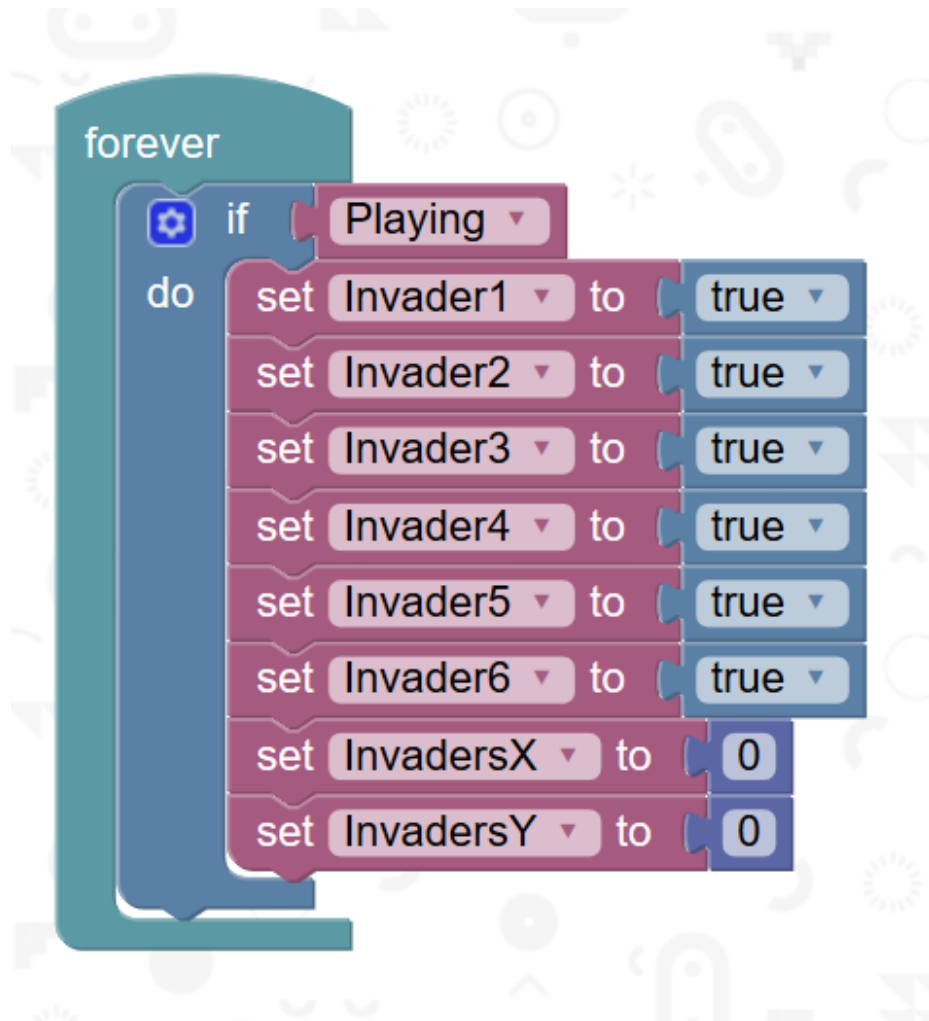 forever
if Playing
do set Invader1 to true
set Invader2 to true
set Invader3 to true
set Invader4 to true
set Invader5 to true
set Invader6 to true
set InvadersX to 0
set InvadersY to 0